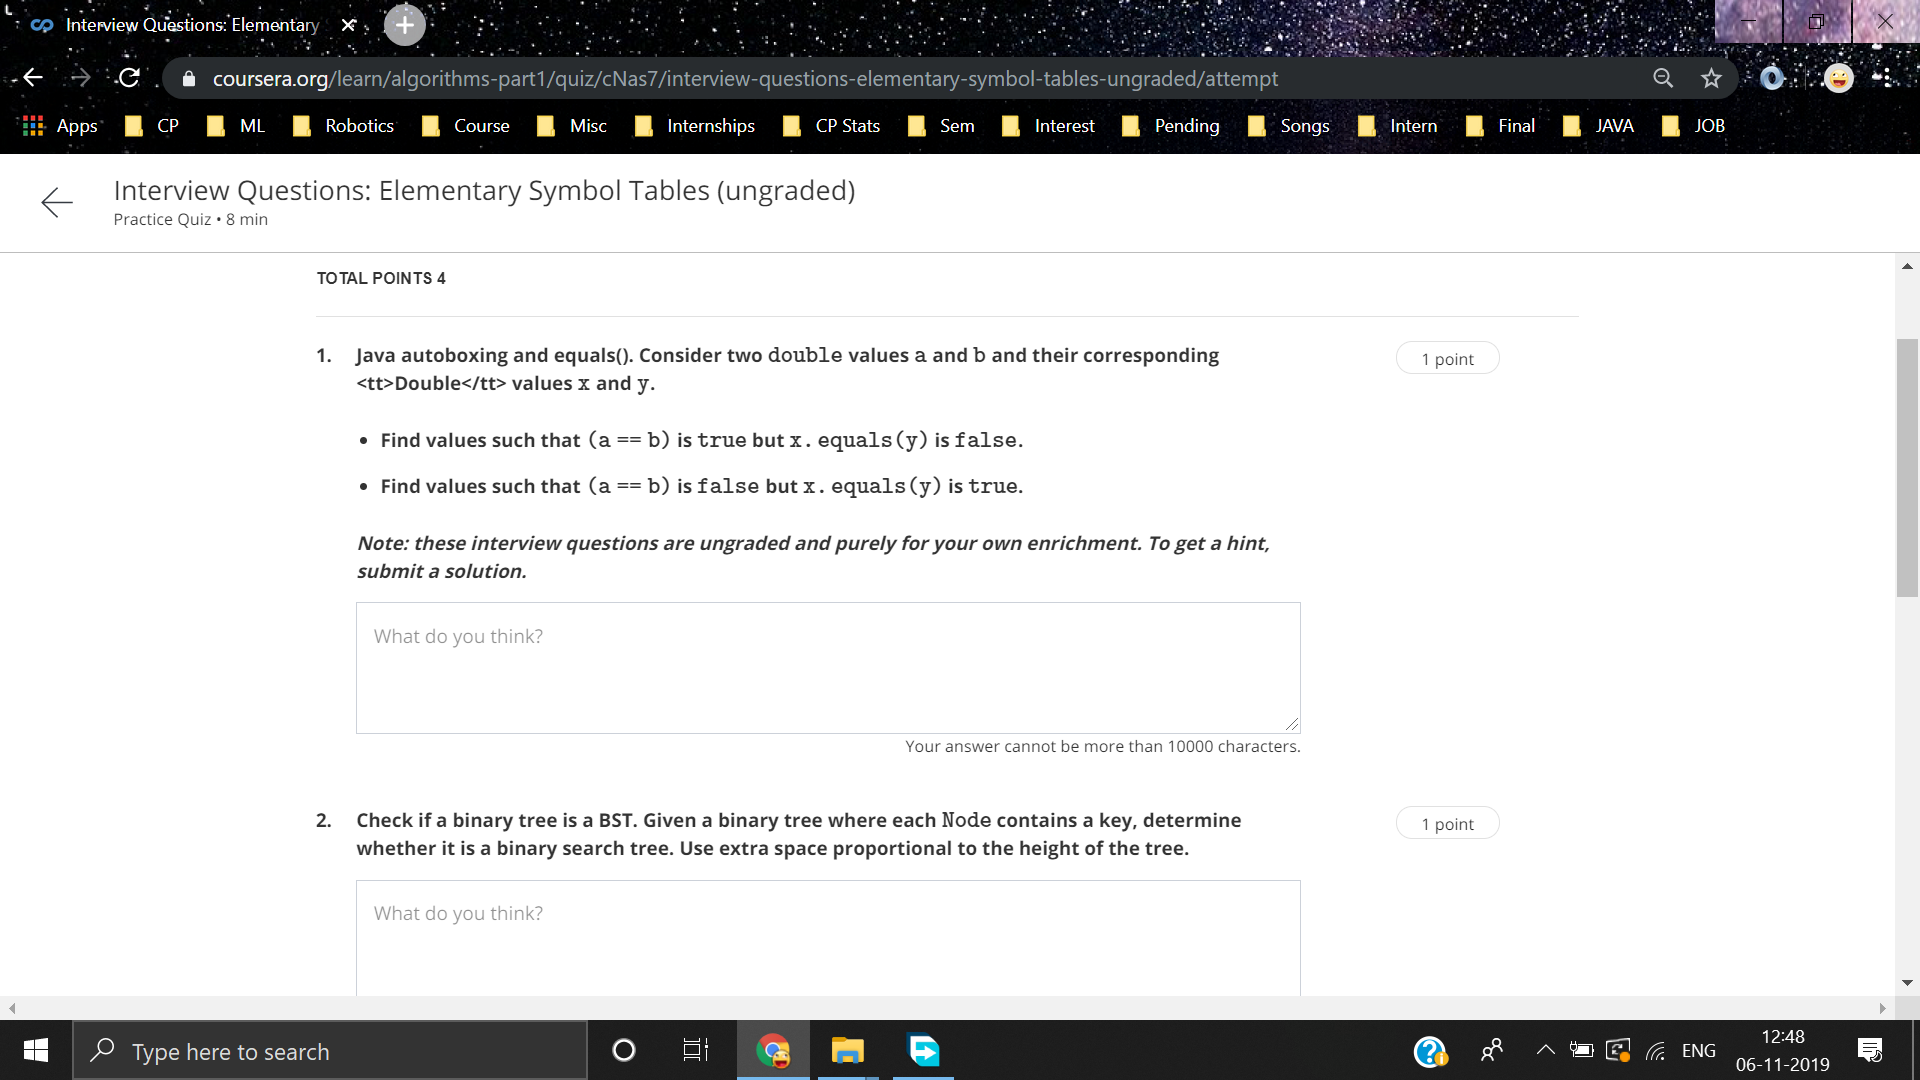 Interview Questions: Elementary
coursera.org/learn/algorithms-part1/quiz/cNas7/interview-questions-elementary-symbol-tables-ungraded/attempt
Apps CP ML Robotics Course Misc Internships CP Stats Sem Interest Pending Songs Intern Final JAVA JOB
Interview Questions: Elementary Symbol Tables (ungraded)
Practice Quiz • 8 min
TOTAL POINTS 4
1. Java autoboxing and equals(). Consider two double values a and b and their corresponding
<tt>Double</tt> values x and y.
1 point
• Find values such that (a == b) is true but x.equals(y) is false.
• Find values such that (a == b) is false but x.equals(y) is true.
Note: these interview questions are ungraded and purely for your own enrichment. To get a hint,
submit a solution.
What do you think?
Your answer cannot be more than 10000 characters.
2. Check if a binary tree is a BST. Given a binary tree where each Node contains a key, determine
whether it is a binary search tree. Use extra space proportional to the height of the tree.
1 point
What do you think?
Type here to search
ENG
12:48
06-11-2019